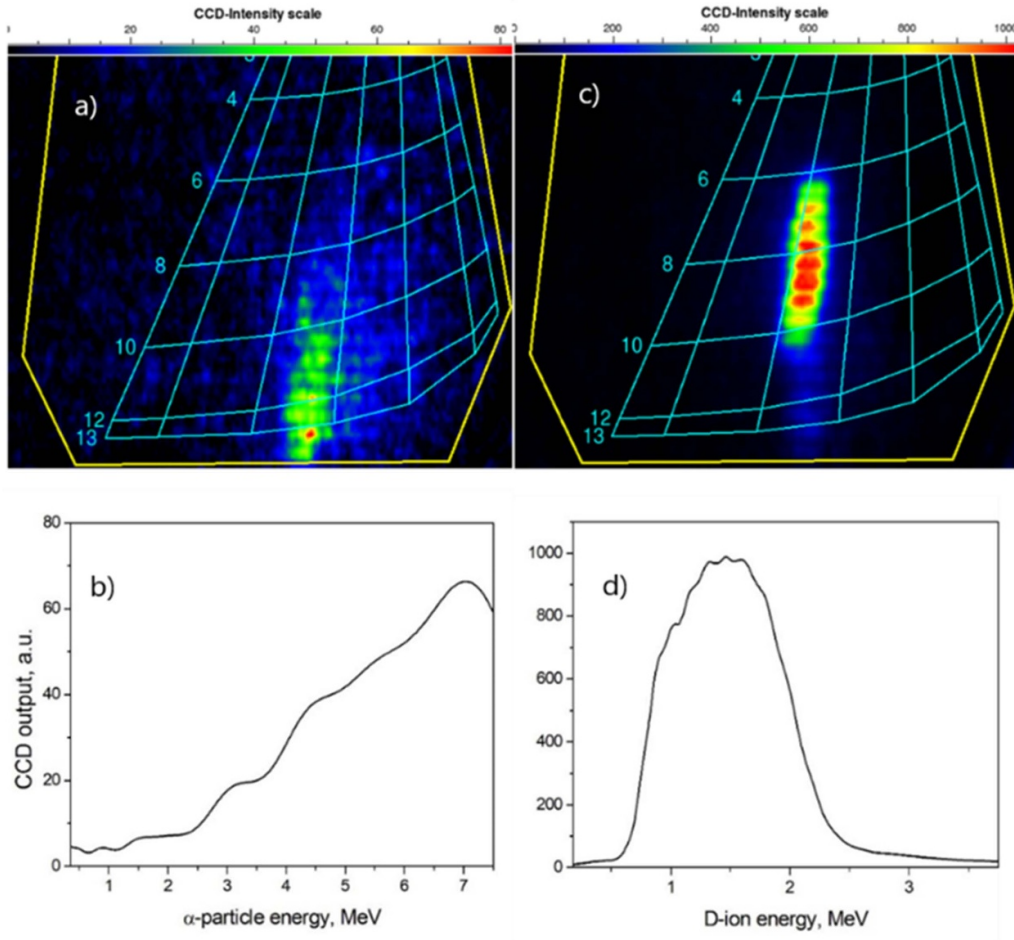 CCD-Intensity scale
20 40 60 80
a)
4
6
8
10
12
13
CCD-Intensity scale
200 400 600 800 1000
c)
4
6
8
10
12
13
b)
80
60
40
20
0
CCD output, a.u.
1 2 3 4 5 6 7
α-particle energy, MeV
d)
1000
800
600
400
200
0
1 2 3
D-ion energy, MeV